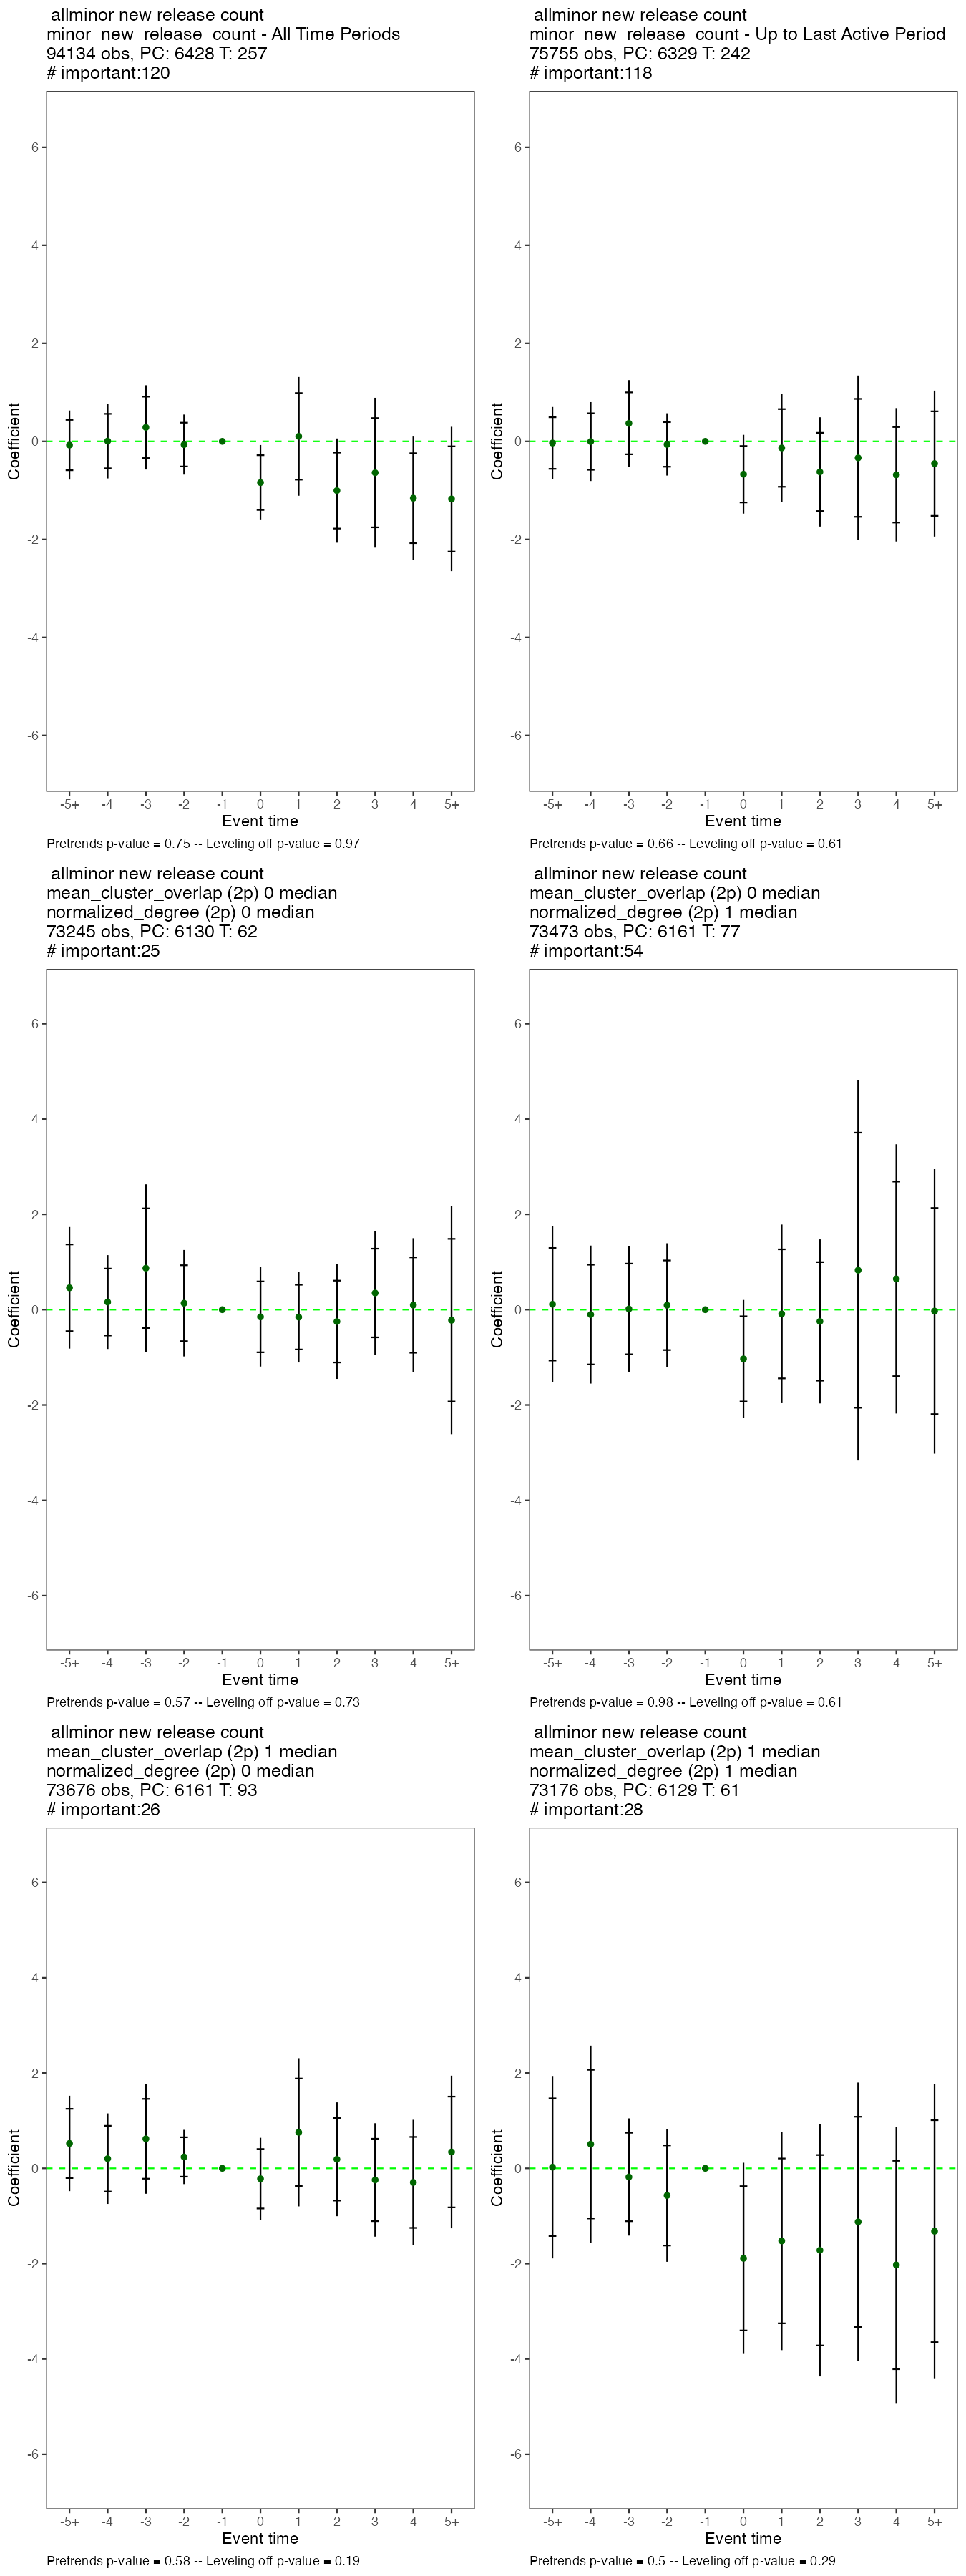 allminor new release count
minor_new_release_count - All Time Periods
94134 obs, PC: 6428 T: 257
# important:120
6
4
2
0
-2
-4
-6
Coefficient
-5+ -4 -3 -2 -1 0 1 2 3 4 5+
Event time
Pretrends p-value = 0.75 -- Leveling off p-value = 0.97
allminor new release count
minor_new_release_count - Up to Last Active Period
75755 obs, PC: 6329 T: 242
# important:118
6
4
2
0
-2
-4
-6
Coefficient
-5+ -4 -3 -2 -1 0 1 2 3 4 5+
Event time
Pretrends p-value = 0.66 -- Leveling off p-value = 0.61
allminor new release count
mean_cluster_overlap (2p) 0 median
normalized_degree (2p) 0 median
73245 obs, PC: 6130 T: 62
# important:25
6
4
2
0
-2
-4
-6
Coefficient
-5+ -4 -3 -2 -1 0 1 2 3 4 5+
Event time
Pretrends p-value = 0.57 -- Leveling off p-value = 0.73
allminor new release count
mean_cluster_overlap (2p) 0 median
normalized_degree (2p) 1 median
73473 obs, PC: 6161 T: 77
# important:54
6
4
2
0
-2
-4
-6
Coefficient
-5+ -4 -3 -2 -1 0 1 2 3 4 5+
Event time
Pretrends p-value = 0.98 -- Leveling off p-value = 0.61
allminor new release count
mean_cluster_overlap (2p) 1 median
normalized_degree (2p) 0 median
73676 obs, PC: 6161 T: 93
# important:26
6
4
2
0
-2
-4
-6
Coefficient
-5+ -4 -3 -2 -1 0 1 2 3 4 5+
Event time
Pretrends p-value = 0.58 -- Leveling off p-value = 0.19
allminor new release count
mean_cluster_overlap (2p) 1 median
normalized_degree (2p) 1 median
73176 obs, PC: 6129 T: 61
# important:28
6
4
2
0
-2
-4
-6
Coefficient
-5+ -4 -3 -2 -1 0 1 2 3 4 5+
Event time
Pretrends p-value = 0.5 -- Leveling off p-value = 0.29